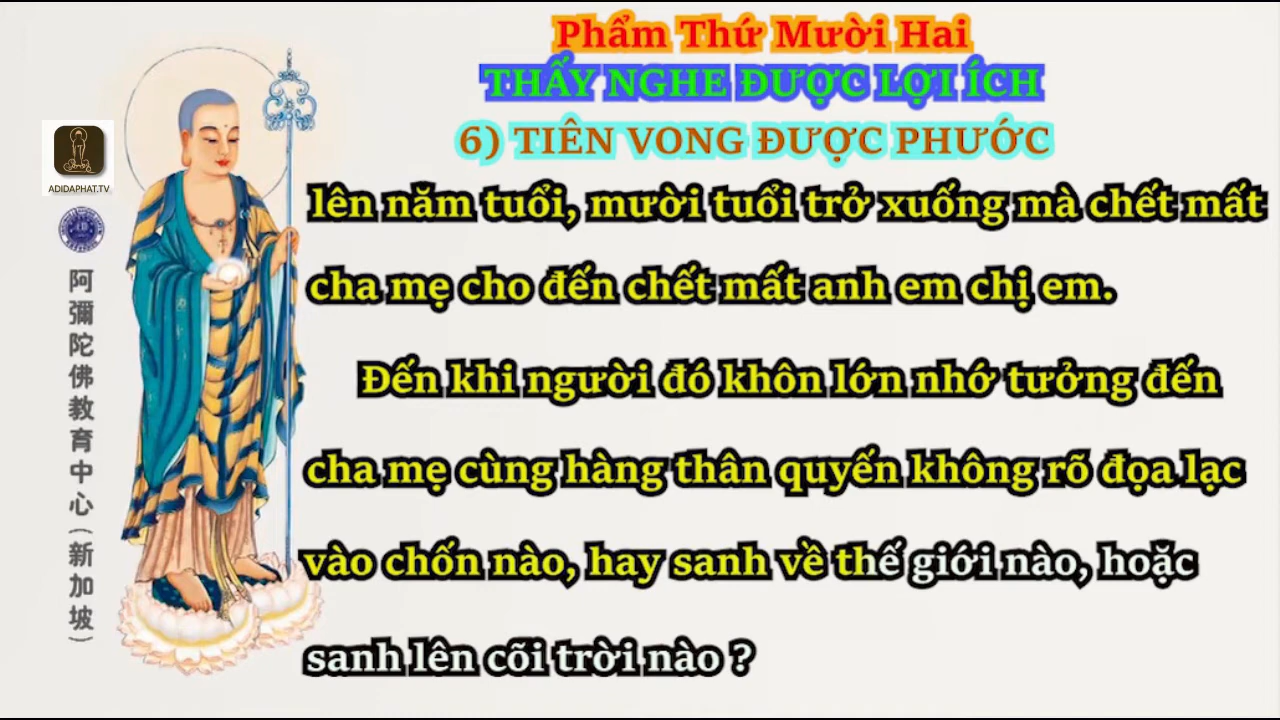 Phẩm Thứ Mười Hai
THẤY NGHE ĐƯỢC LỢI ÍCH
6) TIÊN VONG ĐƯỢC PHƯỚC
lên năm tuổi, mười tuổi trở xuống mà chết mất
cha mẹ cho đến chết mất anh em chị em.
Đến khi người đó khôn lớn nhớ tưởng đến
cha mẹ cùng hàng thân quyến không rõ đọa lạc
vào chốn nào, hay sanh về thế giới nào, hoặc
sanh lên cõi trời nào ?
ADIDAPHAT.TV
阿彌陀佛教育中心(新加坡)